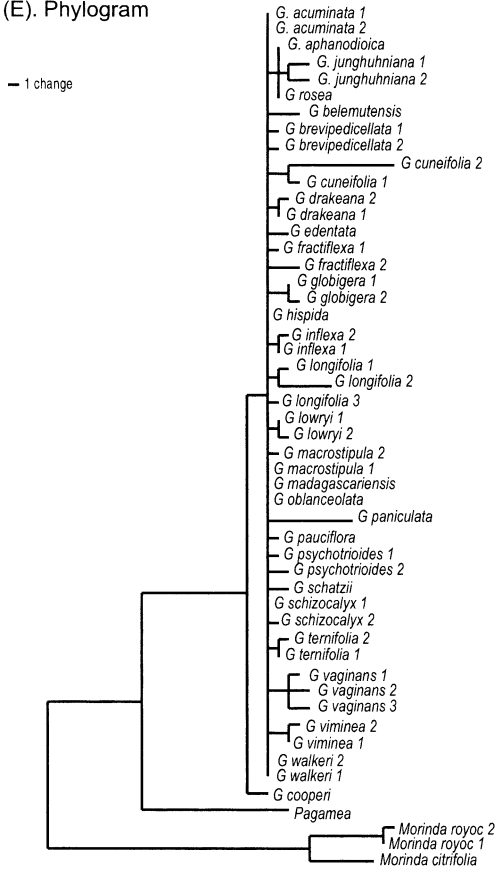 (E). Phylogram
1 change
G. acuminata 1
G. acuminata 2
G. aphanodioica
G. junghuhniana 1
G. junghuhniana 2
G rosea
G belemutensis
G brevipedicellata 1
G brevipedicellata 2
G cuneifolia 2
G cuneifolia 1
G drakeana 2
G drakeana 1
G edentata
G fractiflexa 1
G fractiflexa 2
G globigera 1
G globigera 2
G hispida
G inflexa 2
G inflexa 1
G longifolia 1
G longifolia 2
G longifolia 3
G lowryi 1
G lowryi 2
G macrostipula 2
G macrostipula 1
G madagascariensis
G oblanceolata
G paniculata
G pauciflora
G psychotrioides 1
G psychotrioides 2
G schatzii
G schizocalyx 1
G schizocalyx 2
G ternifolia 2
G ternifolia 1
G vaginans 1
G vaginans 2
G vaginans 3
G viminea 2
G viminea 1
G walkeri 2
G walkeri 1
G cooperi
Pagamea
Morinda royoc 2
Morinda royoc 1
Morinda citrifolia